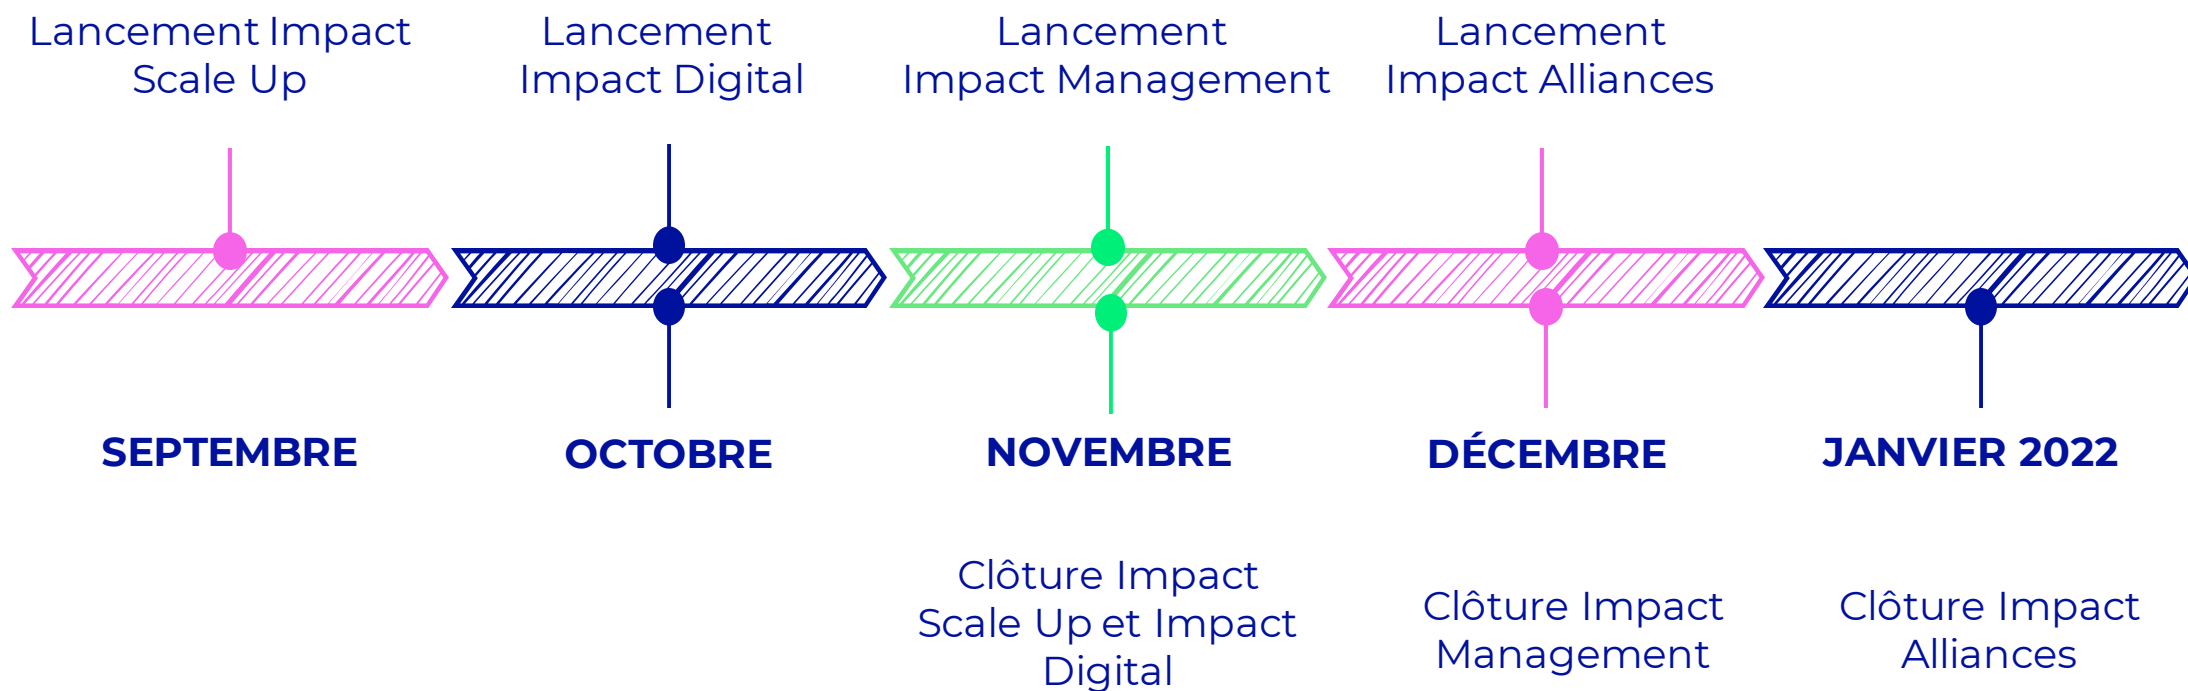 Lancement Impact
Scale Up
Lancement
Impact Digital
Lancement
Impact Management
Lancement
Impact Alliances
SEPTEMBRE
OCTOBRE
NOVEMBRE
DÉCEMBRE
JANVIER 2022
Clôture Impact
Scale Up et Impact
Digital
Clôture Impact
Management
Clôture Impact
Alliances